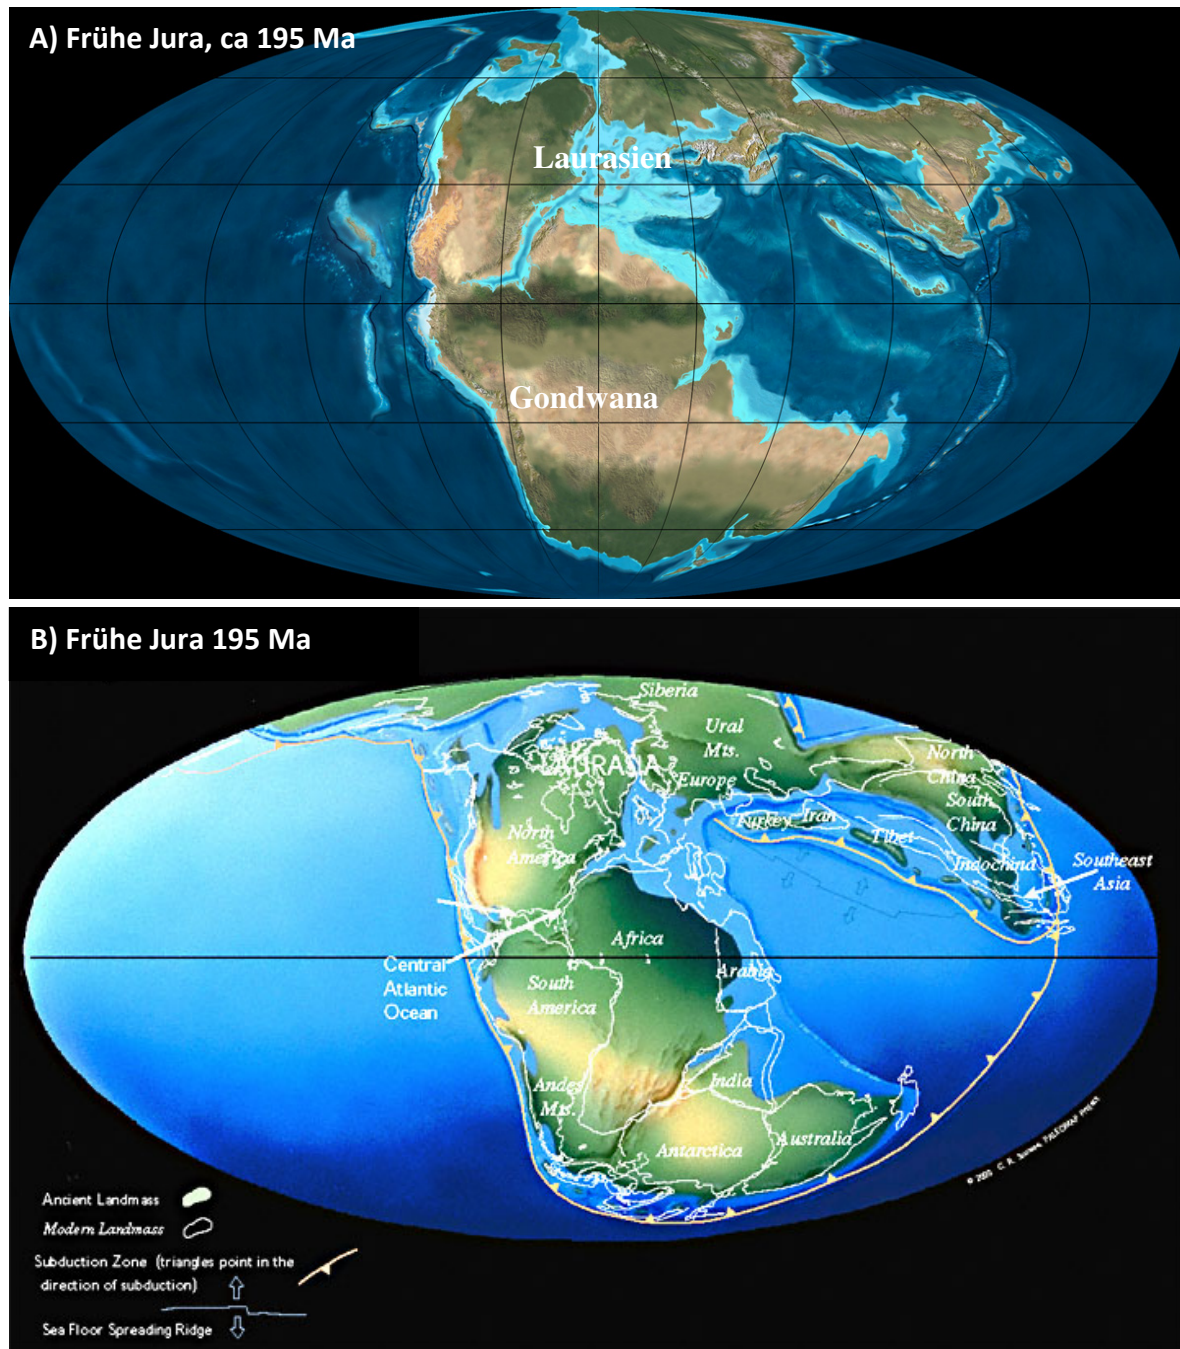 A) Frühe Jura, ca 195 Ma
Laurasien
Gondwana
B) Frühe Jura 195 Ma
Siberia
Ural
Mts.
LAURASIA
Europe
North
China
South
China
Turkey
Iran
Tibet
Indochina
Southeast
Asia
North
America
Africa
Arabia
Central
Atlantic
Ocean
South
America
India
Andes
Mts.
Antarctica
Australia
Ancient Landmass
Modern Landmass
Subduction Zone (triangles point in the
direction of subduction)
Sea Floor Spreading Ridge